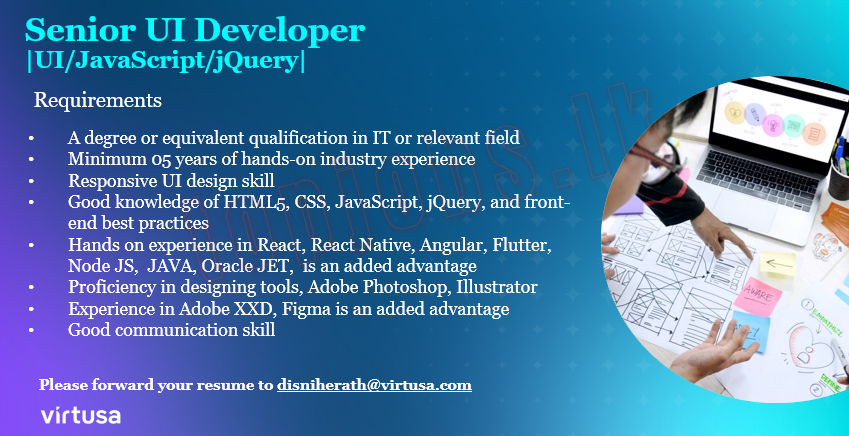 Senior UI Developer
|UI/JavaScript/jQuery|
Requirements
• A degree or equivalent qualification in IT or relevant field
• Minimum 05 years of hands-on industry experience
• Responsive UI design skill
• Good knowledge of HTML5, CSS, JavaScript, jQuery, and front-
end best practices
• Hands on experience in React, React Native, Angular, Flutter,
Node JS, JAVA, Oracle JET, is an added advantage
• Proficiency in designing tools, Adobe Photoshop, Illustrator
• Experience in Adobe XXD, Figma is an added advantage
• Good communication skill
AWARE
EMPATHIZE
DEFINE
Please forward your resume to disniherath@virtusa.com
virtusa